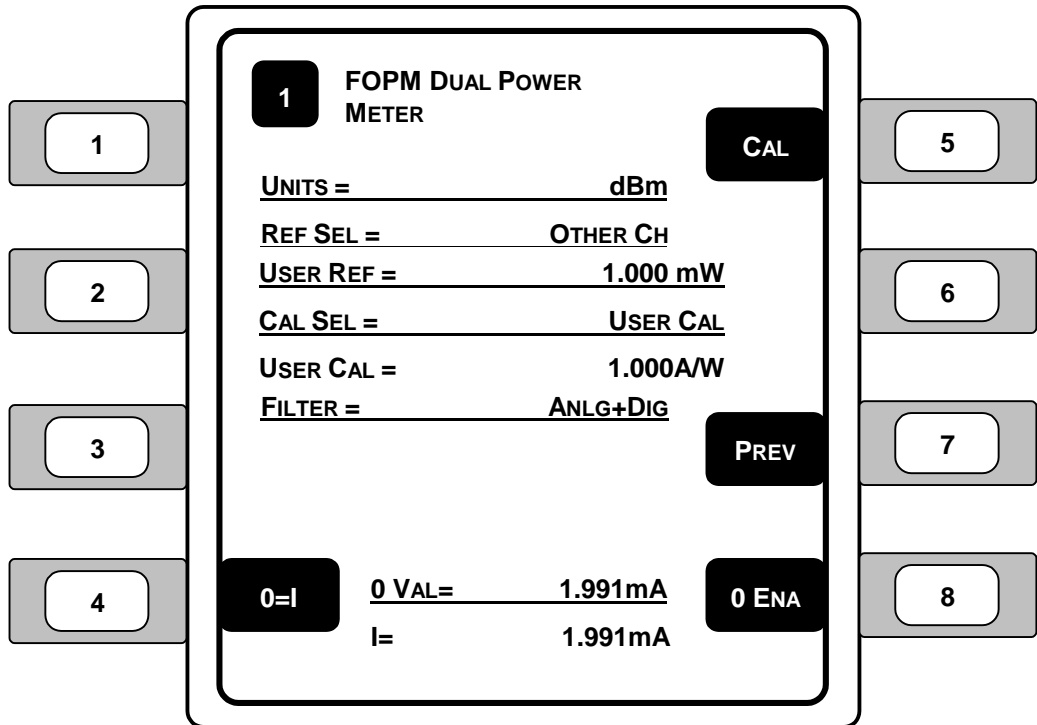 1 FOPM DUAL POWER
METER
1
CAL
5
UNITS = dBm
REF SEL = OTHER CH
2
USER REF = 1.000 mW
6
CAL SEL = USER CAL
USER CAL = 1.000A/W
FILTER = ANLG+DIG
3
PREV
7
4
0=I
0 VAL= 1.991mA
0 ENA
8
I= 1.991mA